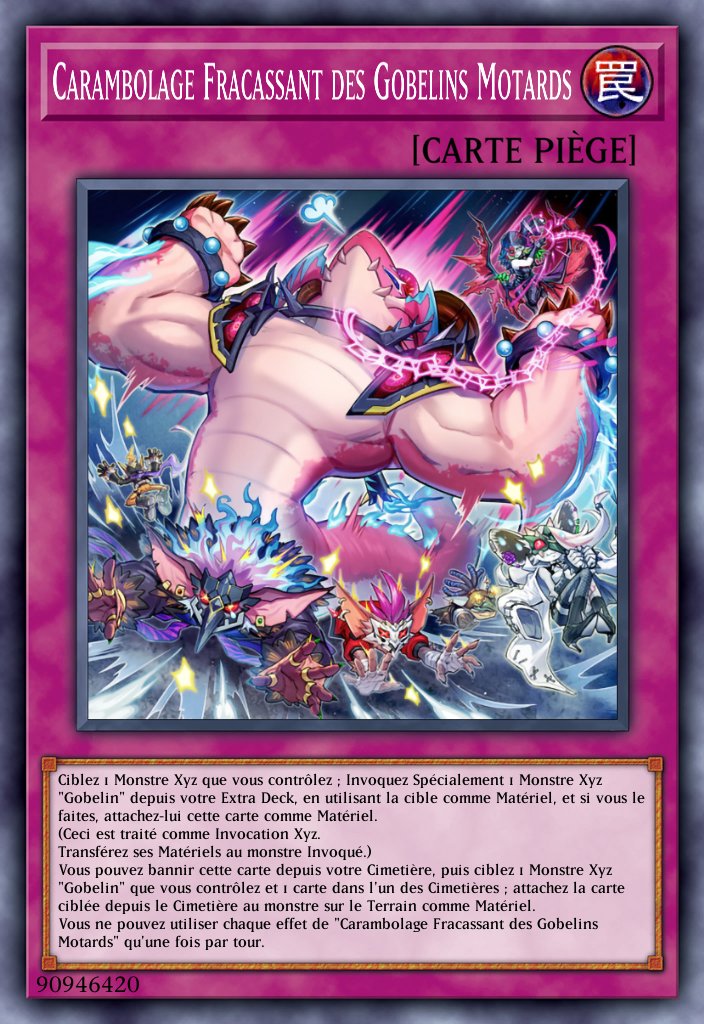 Carambolage Fracassant des Gobelins Motards
罠
[CARTE PIÈGE]
Ciblez 1 Monstre Xyz que vous contrôlez ; Invoquez Spécialement 1 Monstre Xyz
"Gobelin" depuis votre Extra Deck, en utilisant la cible comme Matériel, et si vous le
faites, attachez-lui cette carte comme Matériel.
(Ceci est traité comme Invocation Xyz.
Transférez ses Matériels au monstre Invoqué.)
Vous pouvez bannir cette carte depuis votre Cimetière, puis ciblez 1 Monstre Xyz
"Gobelin" que vous contrôlez et 1 carte dans l'un des Cimetières ; attachez la carte
ciblée depuis le Cimetière au monstre sur le Terrain comme Matériel.
Vous ne pouvez utiliser chaque effet de "Carambolage Fracassant des Gobelins
Motards" qu'une fois par tour.
90946420